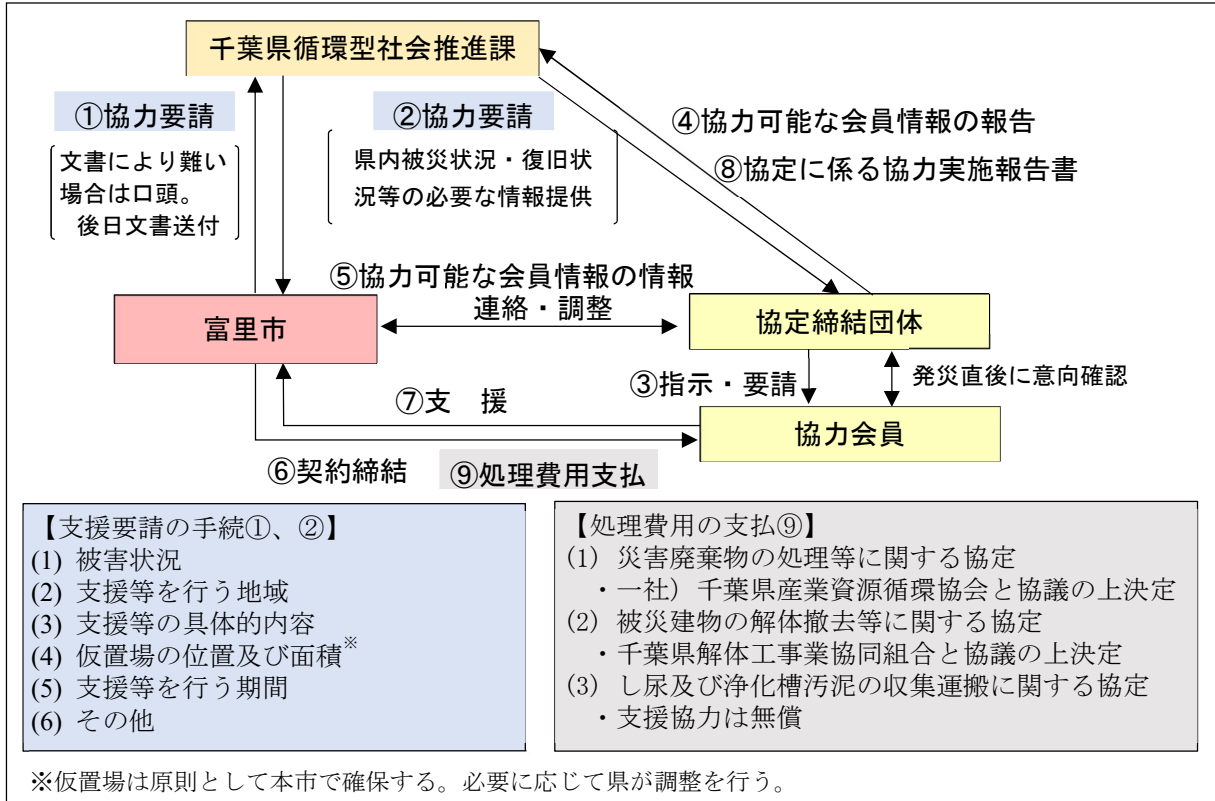 千葉県循環型社会推進課
①協力要請
文書により難い
場合は口頭。
後日文書送付
②協力要請
県内被災状況・復旧状
況等の必要な情報提供
④協力可能な会員情報の報告
⑧協定に係る協力実施報告書
⑤協力可能な会員情報の情報
連絡・調整
富里市
協定締結団体
③指示・要請
発災直後に意向確認
⑦支　援
協力会員
⑥契約締結
⑨処理費用支払
【支援要請の手続①、②】
(1) 被害状況
(2) 支援等を行う地域
(3) 支援等の具体的内容
(4) 仮置場の位置及び面積※
(5) 支援等を行う期間
(6) その他
【処理費用の支払⑨】
(1) 災害廃棄物の処理等に関する協定
・一社）千葉県産業資源循環協会と協議の上決定
(2) 被災建物の解体撤去等に関する協定
・千葉県解体工事業協同組合と協議の上決定
(3) し尿及び浄化槽汚泥の収集運搬に関する協定
・支援協力は無償
※仮置場は原則として本市で確保する。必要に応じて県が調整を行う。